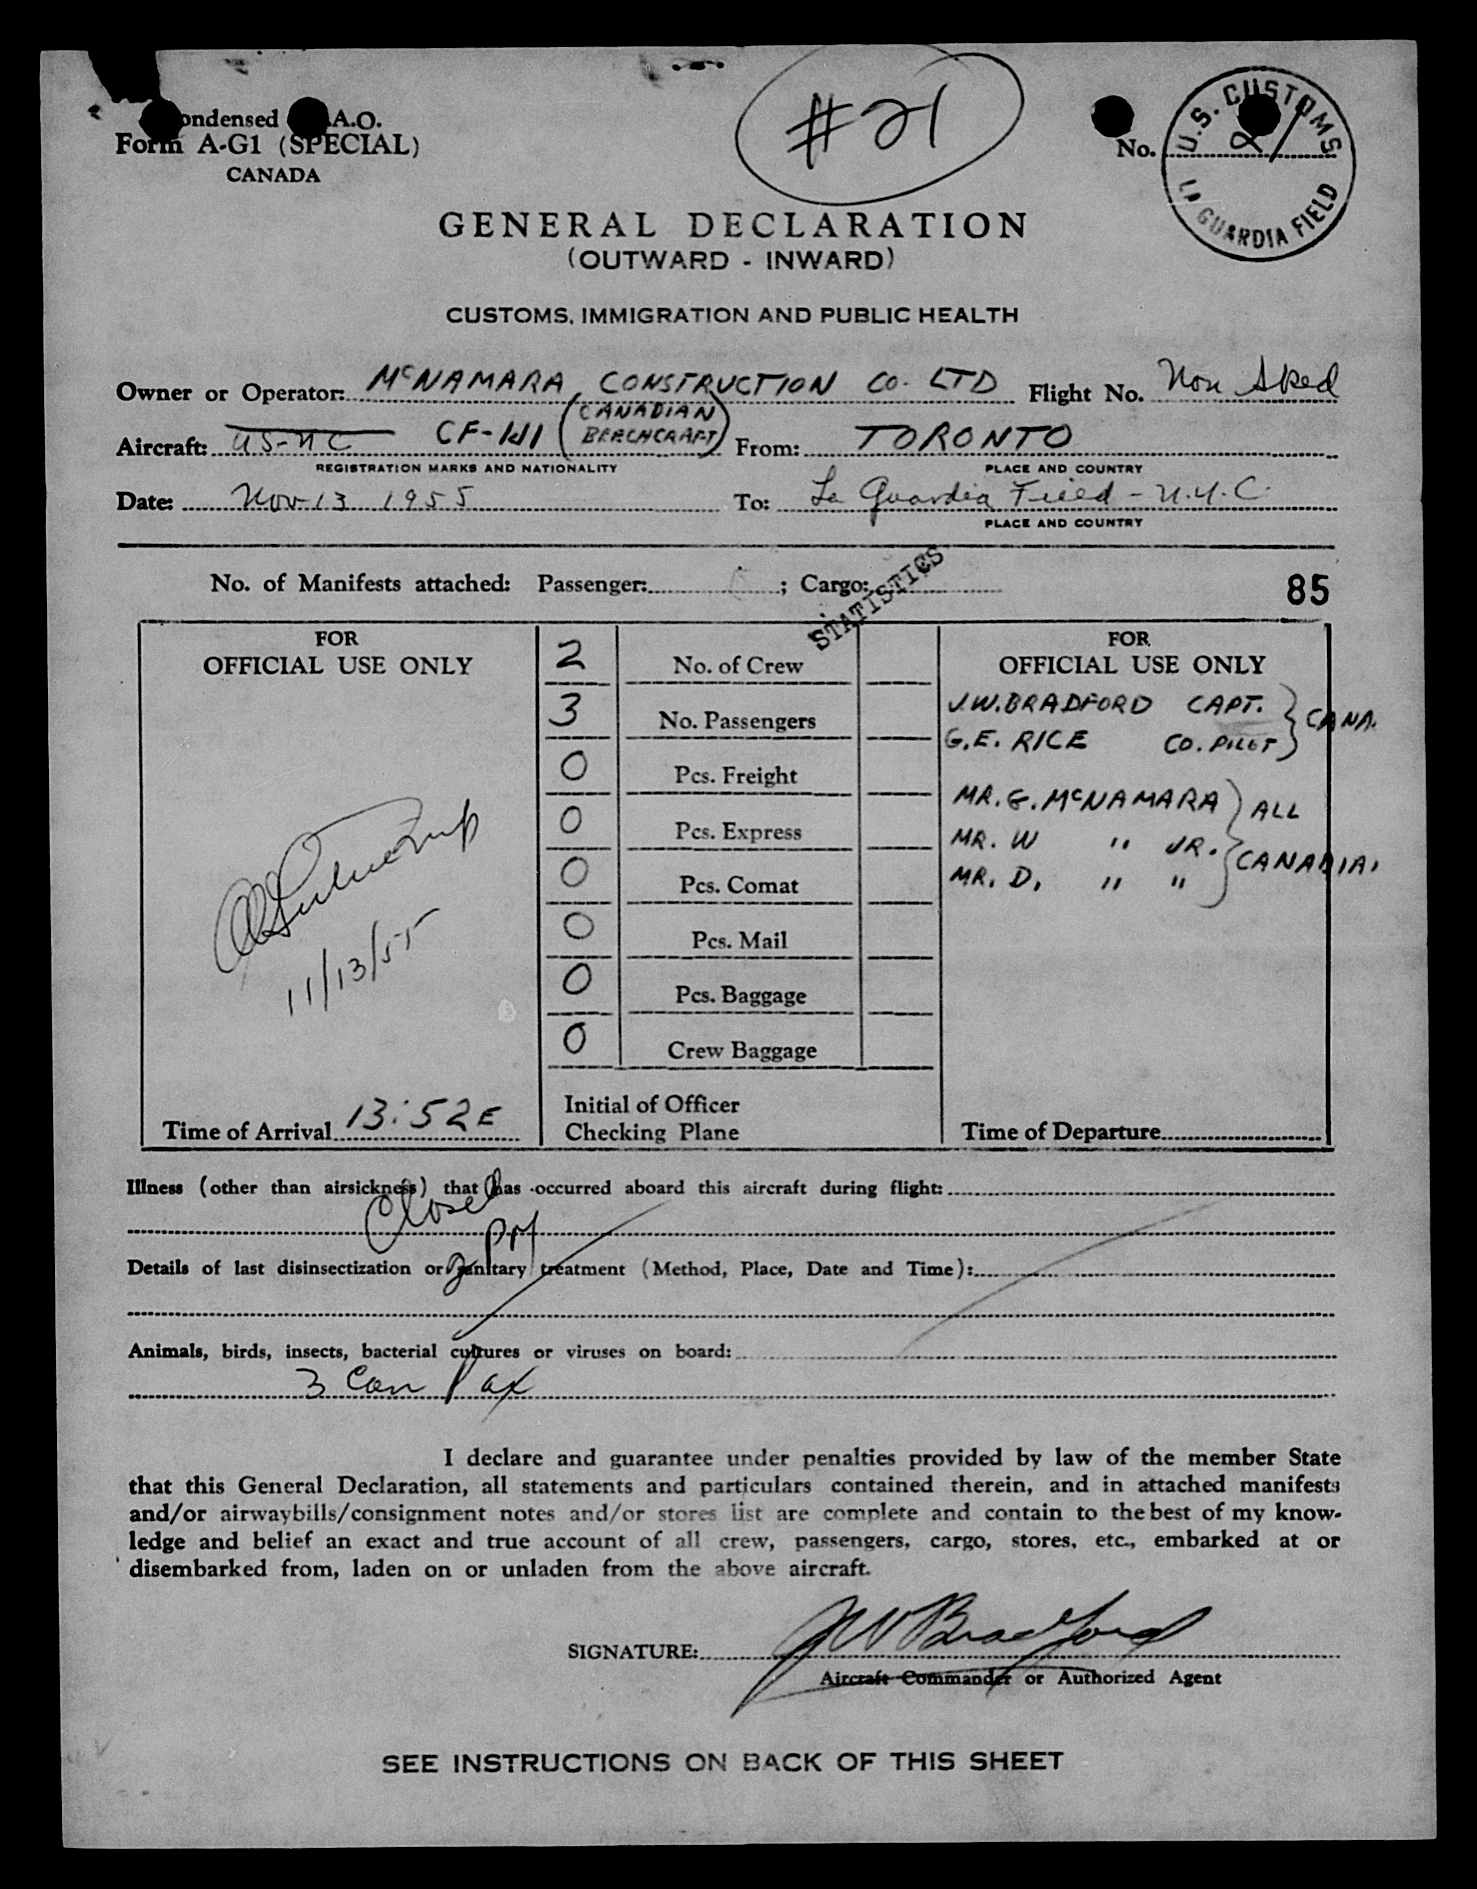 #21
ondensed A.O.
Form A-G1 (SPECIAL)
CANADA
No. 21
U.S. CUSTOMS
LA GUARDIA FIELD
GENERAL DECLARATION
(OUTWARD - INWARD)
CUSTOMS, IMMIGRATION AND PUBLIC HEALTH
Owner or Operator: McNAMARA CONSTRUCTION CO. LTD Flight No. Non Sked
Aircraft: US-NC CF- (CANADIAN BEECHCRAFT) From: TORONTO
REGISTRATION MARKS AND NATIONALITY PLACE AND COUNTRY
Date: Nov-13 1955 To: La Guardia Field - N.Y.C.
PLACE AND COUNTRY
No. of Manifests attached: Passenger: ; Cargo:
STATISTICS
85
FOR
OFFICIAL USE ONLY
11/13/55
Time of Arrival 13:52 E
2 No. of Crew
3 No. Passengers
0 Pcs. Freight
0 Pcs. Express
0 Pcs. Comat
0 Pcs. Mail
0 Pcs. Baggage
0 Crew Baggage
Initial of Officer
Checking Plane
FOR
OFFICIAL USE ONLY
J.W. BRADFORD CAPT. } CANA.
G.E. RICE CO. PILOT
MR. G. McNAMARA } ALL
MR. W " JR. } CANADIA
MR. D. " "
Time of Departure
Illness (other than airsickness) that has occurred aboard this aircraft during flight:
Closed
Details of last disinsectization or sanitary treatment (Method, Place, Date and Time):
Animals, birds, insects, bacterial cultures or viruses on board:
3 Can Pax
I declare and guarantee under penalties provided by law of the member State
that this General Declaration, all statements and particulars contained therein, and in attached manifests
and/or airwaybills/consignment notes and/or stores list are complete and contain to the best of my know-
ledge and belief an exact and true account of all crew, passengers, cargo, stores, etc., embarked at or
disembarked from, laden on or unladen from the above aircraft.
SIGNATURE: JW Bradford
Aircraft Commander or Authorized Agent
SEE INSTRUCTIONS ON BACK OF THIS SHEET